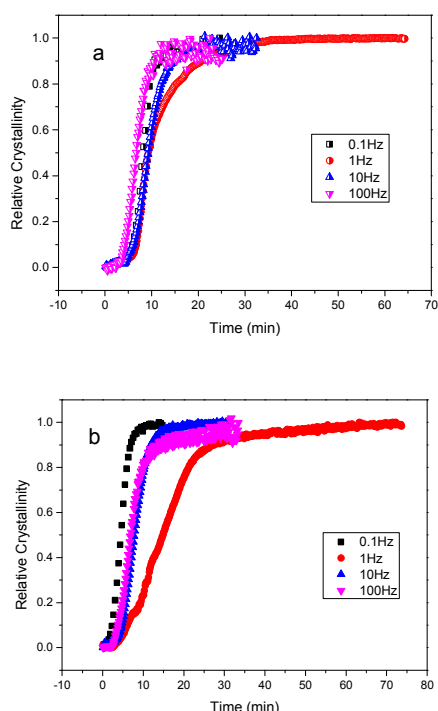 a
1.0
0.8
0.6
0.4
0.2
0.0
Relative Crystallinity
0.1Hz
1Hz
10Hz
100Hz
-10 0 10 20 30 40 50 60 70
Time (min)
b
1.0
0.8
0.6
0.4
0.2
0.0
Relative Crystallinity
0.1Hz
1Hz
10Hz
100Hz
-10 0 10 20 30 40 50 60 70 80
Time (min)